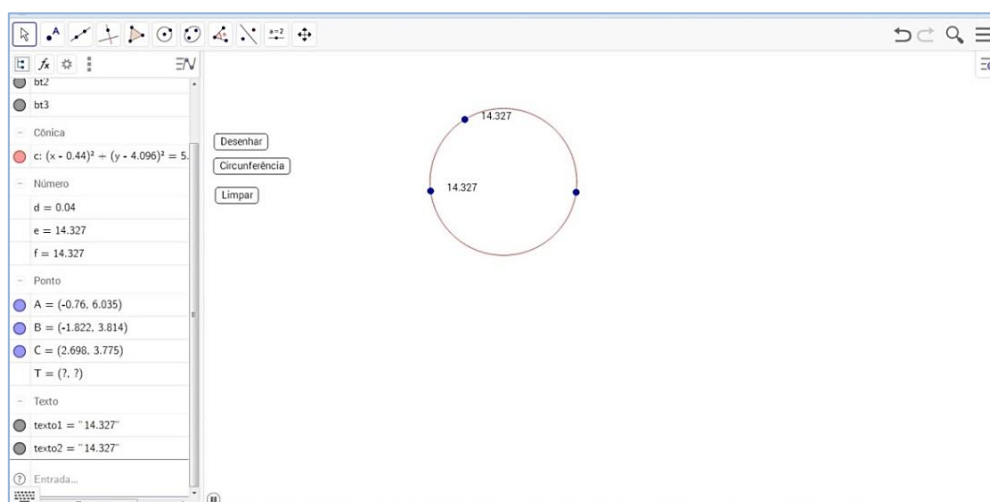 a=2
fx
bt2
bt3
Cônica
c: (x - 0.44)² + (y - 4.096)² = 5.
Número
d = 0.04
e = 14.327
f = 14.327
Ponto
A = (-0.76, 6.035)
B = (-1.822, 3.814)
C = (2.698, 3.775)
T = (?, ?)
Texto
texto1 = "14.327"
texto2 = "14.327"
Entrada...
Desenhar
Circunferência
Limpar
14.327
14.327